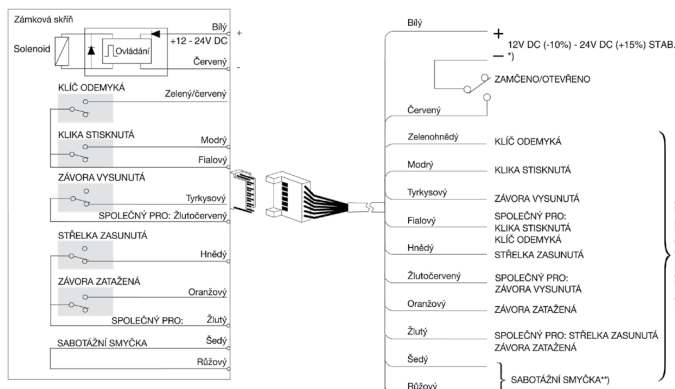 Zámková skříň
Bílý +
Solenoid
Ovládání
+12 - 24V DC
Červený -
KLÍČ ODEMYKÁ
Zelený/červený
KLIKA STISKNUTÁ
Modrý
Fialový
ZÁVORA VYSUNUTÁ
Tyrkysový
SPOLEČNÝ PRO: Žlutočervený
STŘELKA ZASUNUTÁ
Hnědý
ZÁVORA ZATAŽENÁ
Oranžový
SPOLEČNÝ PRO: Žlutý
SABOTÁŽNÍ SMYČKA
Šedý
Růžový
Bílý
+
12V DC (-10%) - 24V DC (+15%) STAB.
— *)
ZAMČENO/OTEVŘENO
Červený
Zelenohnědý KLÍČ ODEMYKÁ
Modrý KLIKA STISKNUTÁ
Tyrkysový ZÁVORA VYSUNUTÁ
Fialový SPOLEČNÝ PRO:
KLIKA STISKNUTÁ
KLÍČ ODEMYKÁ
Hnědý STŘELKA ZASUNUTÁ
Žlutočervený SPOLEČNÝ PRO:
ZÁVORA VYSUNUTÁ
Oranžový ZÁVORA ZATAŽENÁ
Žlutý SPOLEČNÝ PRO: STŘELKA ZASUNUTÁ
ZÁVORA ZATAŽENÁ
Šedý
SABOTÁŽNÍ SMYČKA**)
Růžový